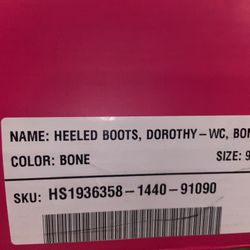 NAME: HEELED BOOTS, DOROTHY-WC, BON
COLOR: BONE SIZE: 9
SKU: HS1936358-1440-91090